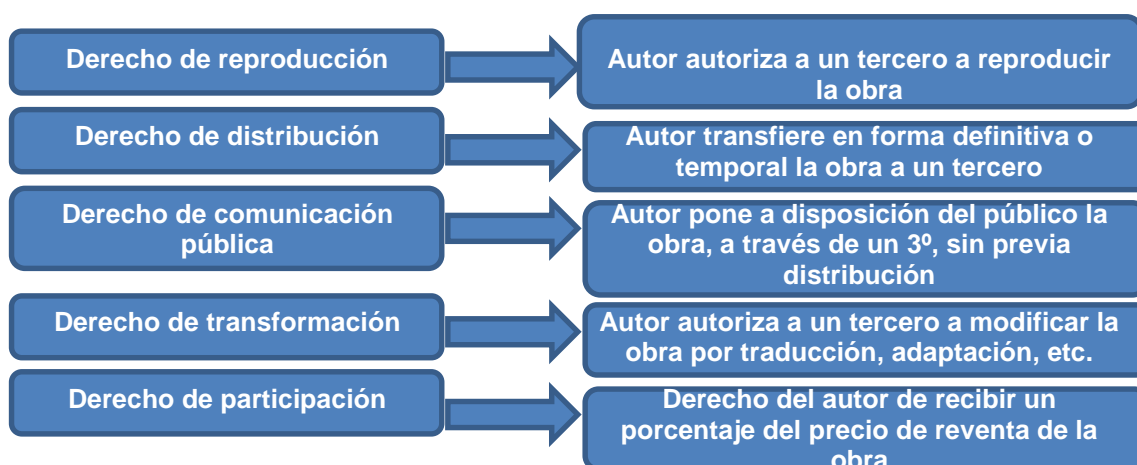 Derecho de reproducción
Autor autoriza a un tercero a reproducir
la obra
Derecho de distribución
Autor transfiere en forma definitiva o
temporal la obra a un tercero
Derecho de comunicación
pública
Autor pone a disposición del público la
obra, a través de un 3º, sin previa
distribución
Derecho de transformación
Autor autoriza a un tercero a modificar la
obra por traducción, adaptación, etc.
Derecho de participación
Derecho del autor de recibir un
porcentaje del precio de reventa de la
obra